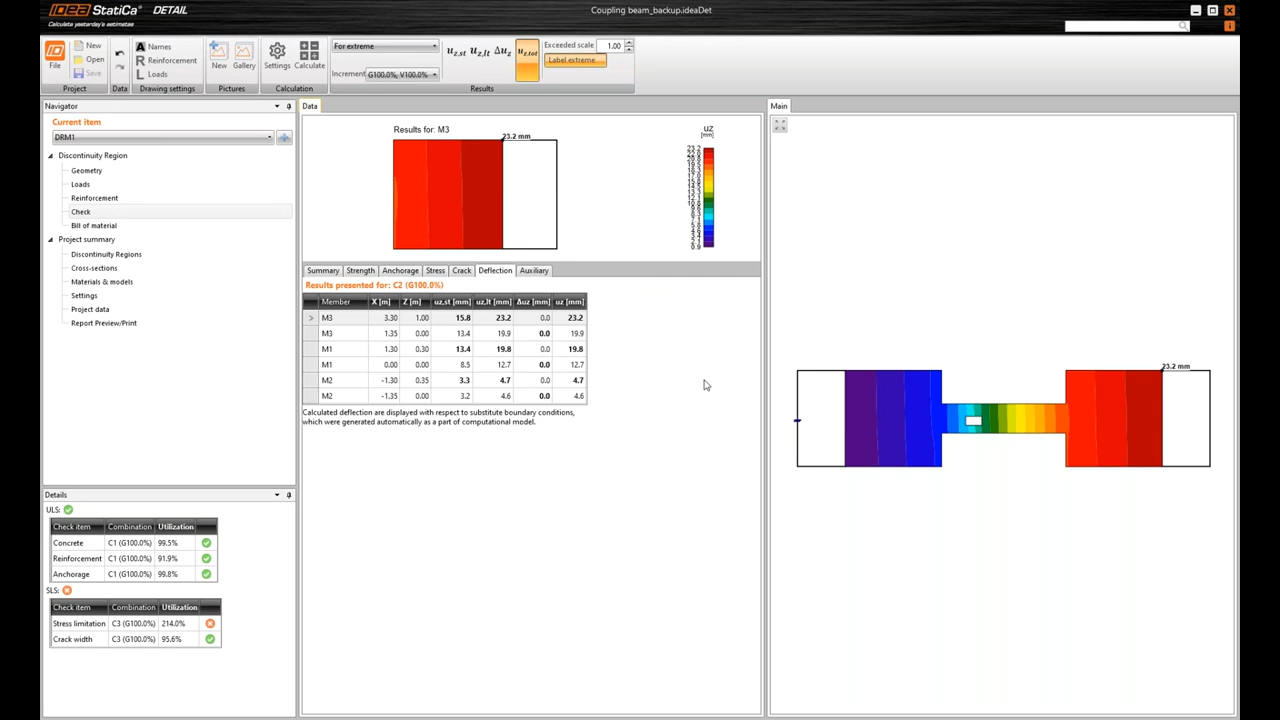 IDEA StatiCa® DETAIL
Calculate yesterday's estimates
Coupling beam_backup.ideaDet
File
New
Open
Save
Project
Data
Names
Reinforcement
Loads
Drawing settings
New Gallery
Pictures
Settings Calculate
Calculation
For extreme
Increment G100.0%, V100.0%
uz,st uz,lt Δuz uz,tot
Exceeded scale 1.00
Label extreme
Results
Navigator
Current item
DRM1
Discontinuity Region
Geometry
Loads
Reinforcement
Check
Bill of material
Project summary
Discontinuity Regions
Cross-sections
Materials & models
Settings
Project data
Report Preview/Print
Details
ULS:
Check item Combination Utilization
Concrete C1 (G100.0%) 99.5%
Reinforcement C1 (G100.0%) 91.9%
Anchorage C1 (G100.0%) 99.8%
SLS:
Check item Combination Utilization
Stress limitation C3 (G100.0%) 214.0%
Crack width C3 (G100.0%) 95.6%
Data
Results for: M3
23.2 mm
uz
[mm]
23.2
0.9
Summary Strength Anchorage Stress Crack Deflection Auxiliary
Results presented for: C2 (G100.0%)
Member X [m] Z [m] uz,st [mm] uz,lt [mm] Δuz [mm] uz [mm]
> M3 3.30 1.00 15.8 23.2 0.0 23.2
M3 1.35 0.00 13.4 19.9 0.0 19.9
M1 1.30 0.30 13.4 19.8 0.0 19.8
M1 0.00 0.00 8.5 12.7 0.0 12.7
M2 -1.30 0.35 3.3 4.7 0.0 4.7
M2 -1.35 0.00 3.2 4.6 0.0 4.6
Calculated deflection are displayed with respect to substitute boundary conditions,
which were generated automatically as a part of computational model.
Main
23.2 mm